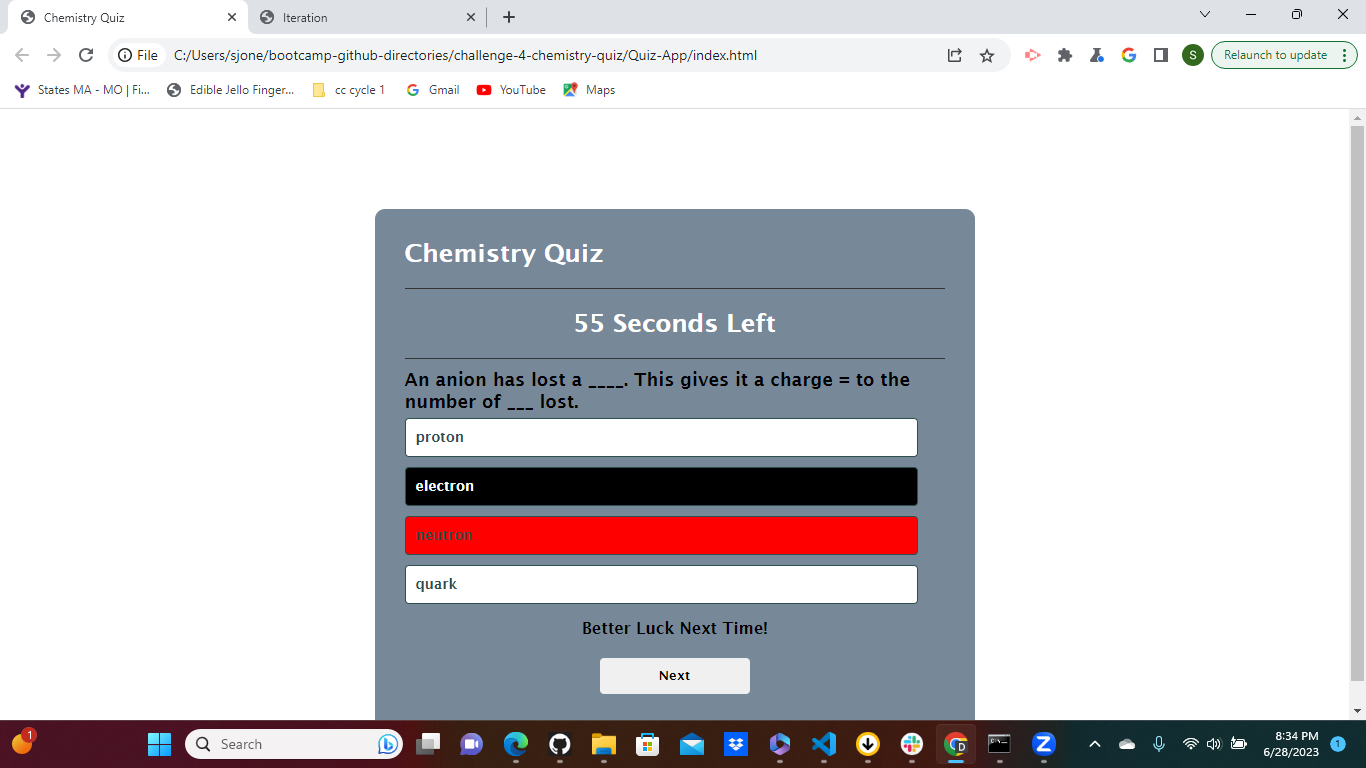 Chemistry Quiz
Iteration
File C:/Users/sjone/bootcamp-github-directories/challenge-4-chemistry-quiz/Quiz-App/index.html S Relaunch to update
States MA - MO | Fi... Edible Jello Finger... cc cycle 1 Gmail YouTube Maps
Chemistry Quiz
55 Seconds Left
An anion has lost a ____. This gives it a charge = to the
number of ___ lost.
proton
electron
neutron
quark
Better Luck Next Time!
Next
1 Search D 8:34 PM
6/28/2023 1